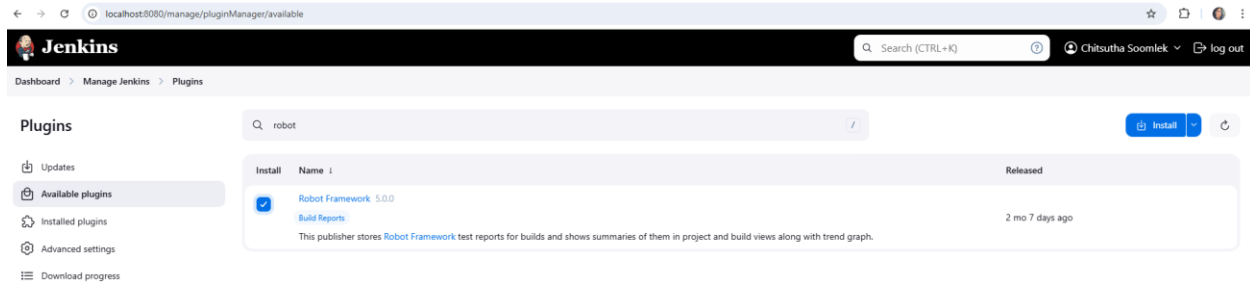 localhost:8080/manage/pluginManager/available
Jenkins
Search (CTRL+K)
Chitsutha Soomlek
log out
Dashboard > Manage Jenkins > Plugins
Plugins
robot
/
Install
Updates
Available plugins
Installed plugins
Advanced settings
Download progress
Install Name ↓ Released
Robot Framework 5.0.0
Build Reports
2 mo 7 days ago
This publisher stores Robot Framework test reports for builds and shows summaries of them in project and build views along with trend graph.